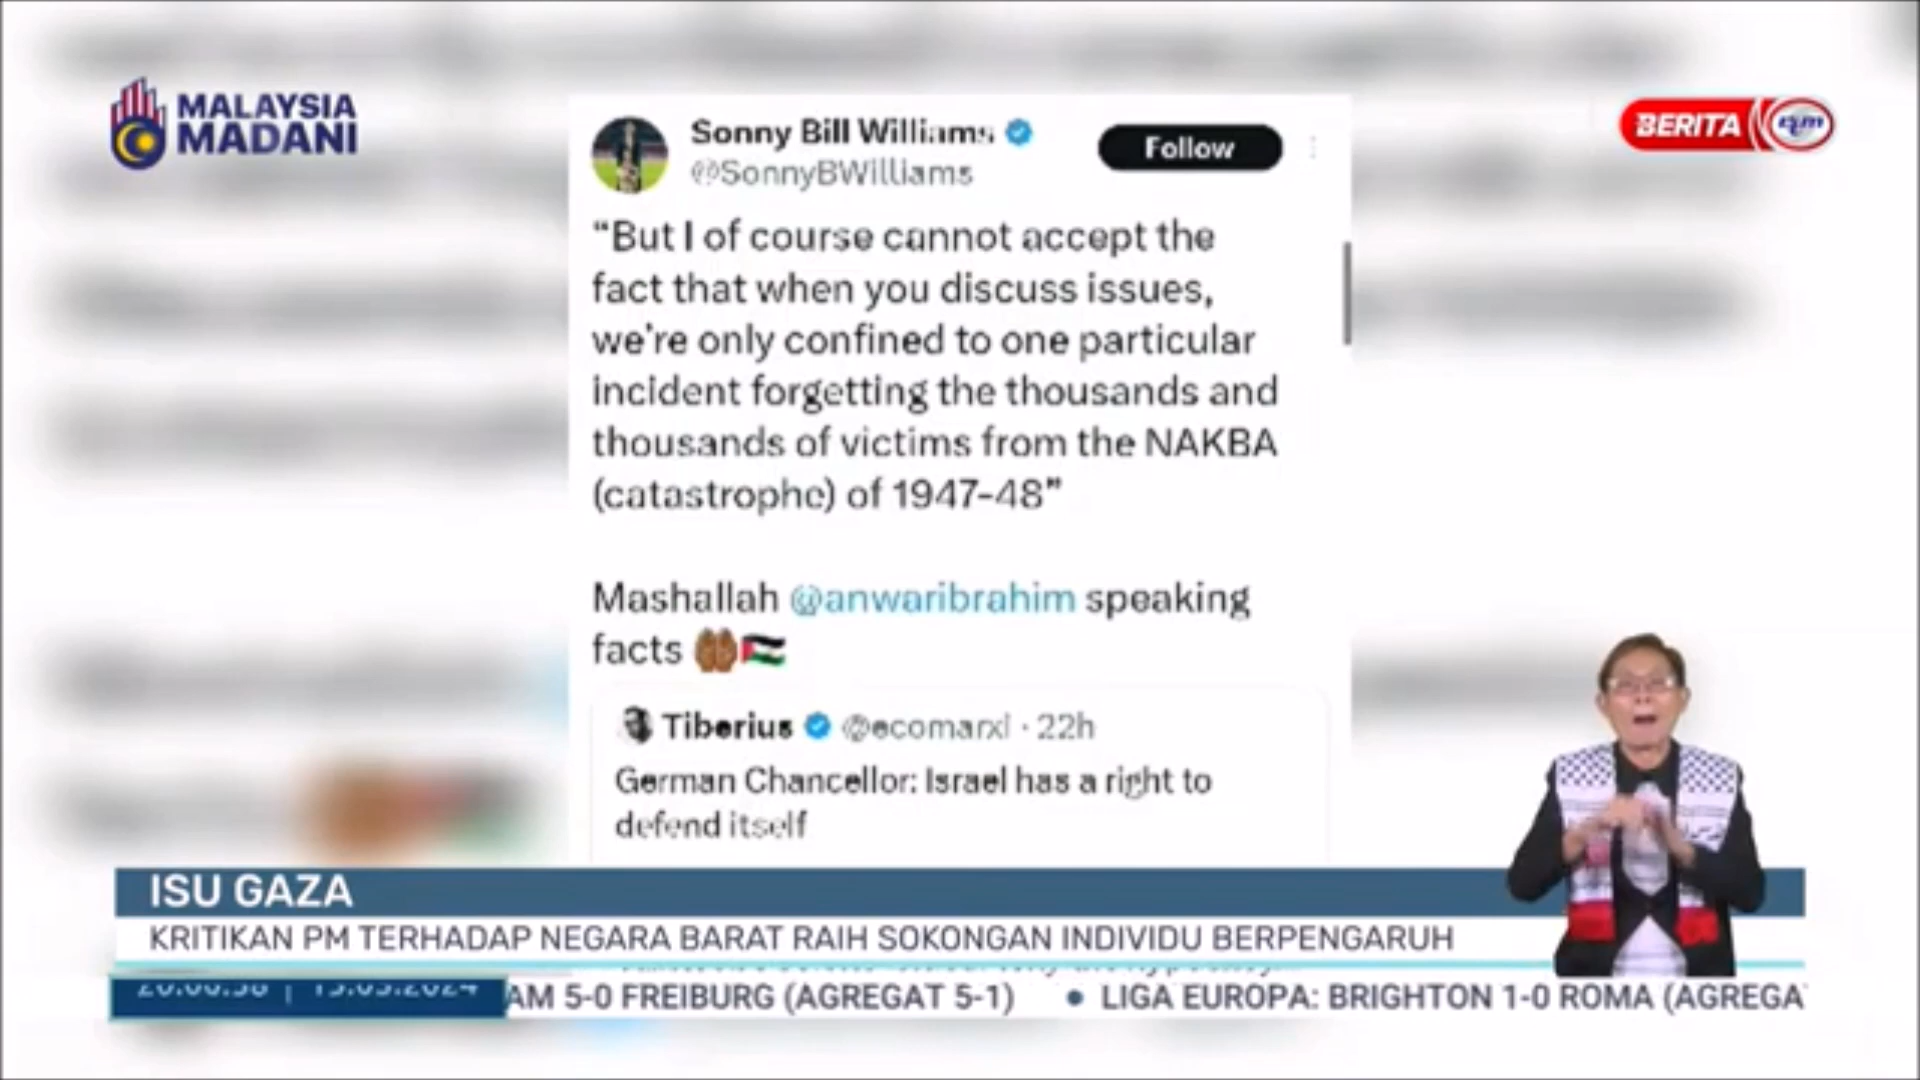 MALAYSIA
MADANI
BERITA rtm
Sonny Bill Williams
@SonnyBWilliams
Follow
“But I of course cannot accept the
fact that when you discuss issues,
we're only confined to one particular
incident forgetting the thousands and
thousands of victims from the NAKBA
(catastrophe) of 1947-48”
Mashallah @anwaribrahim speaking
facts 🤲🏾🇵🇸
Tiberius @ecomarxi · 22h
German Chancellor: Israel has a right to
defend itself
ISU GAZA
KRITIKAN PM TERHADAP NEGARA BARAT RAIH SOKONGAN INDIVIDU BERPENGARUH
AM 5-0 FREIBURG (AGREGAT 5-1) • LIGA EUROPA: BRIGHTON 1-0 ROMA (AGREGA